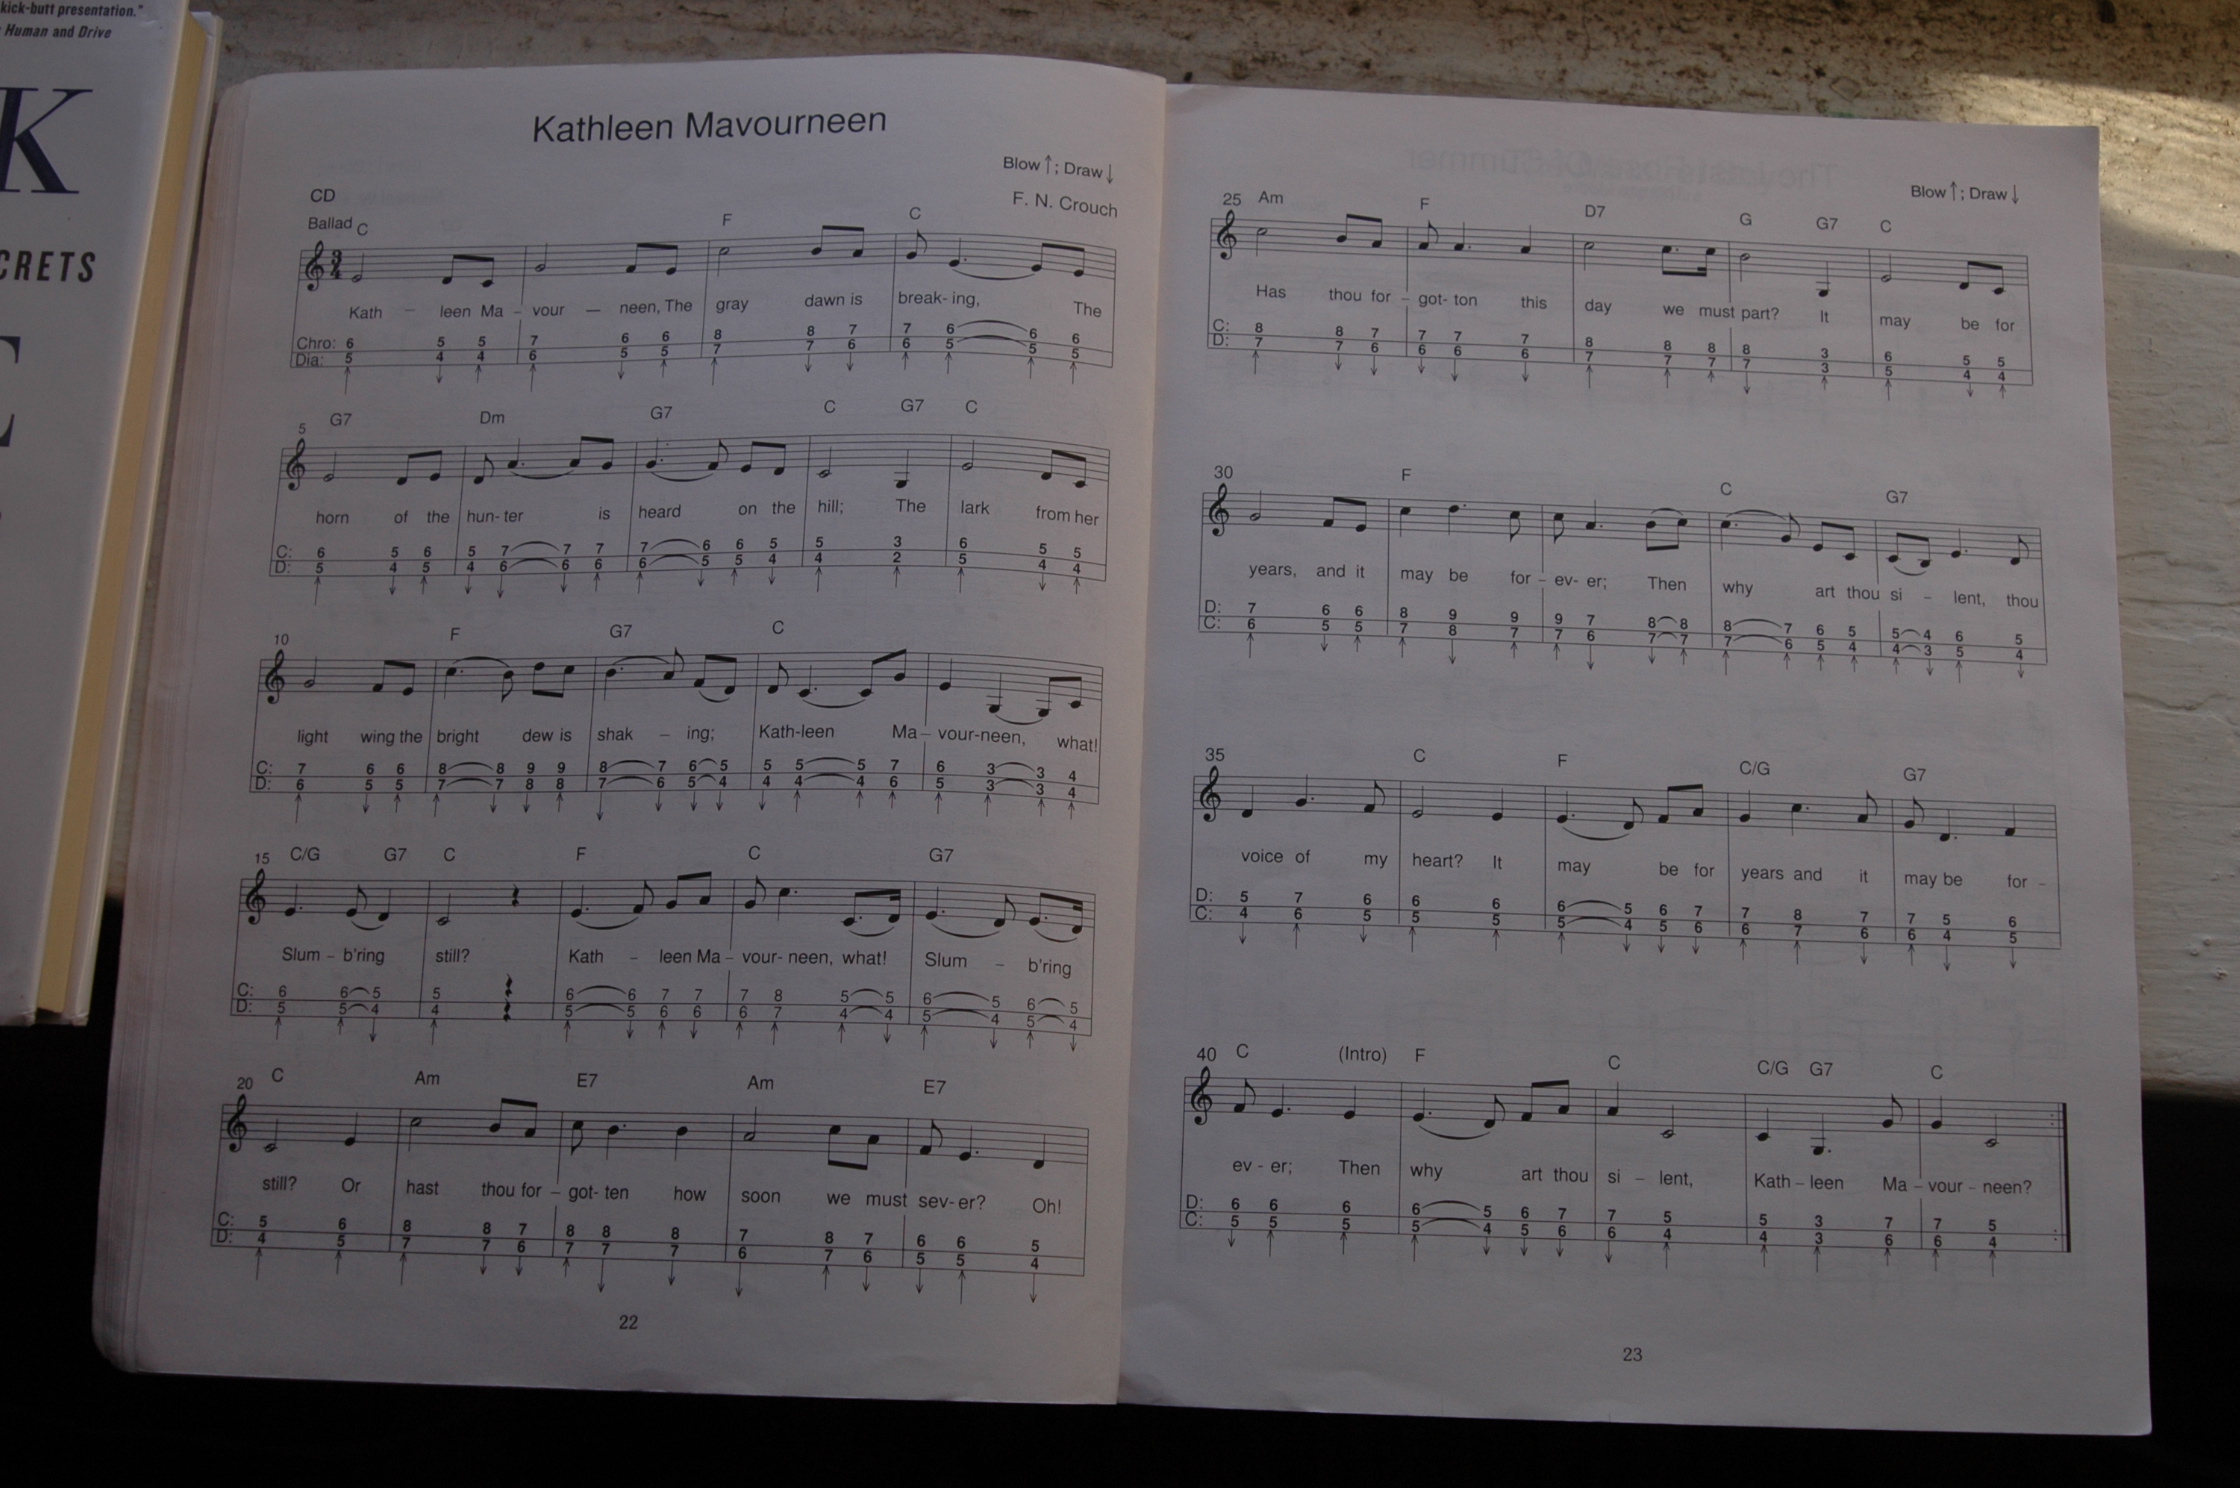 kick-butt presentation."
Human and Drive
K
CRETS
Kathleen Mavourneen
Blow ↑; Draw ↓
CD
F. N. Crouch
Ballad
C F C
3
4
Kath – leen Ma – vour — neen, The gray dawn is break- ing, The
Chro: 6 5 5 7 6 6 8 8 7 7 6 6 6
Dia: 5 4 4 6 5 5 7 7 6 6 5 5 5
5 G7 Dm G7 C G7 C
horn of the hun- ter is heard on the hill; The lark from her
C: 6 5 6 5 7 7 7 7 6 6 5 5 3 6 5 5
D: 5 4 5 4 6 6 6 6 5 5 4 4 2 5 4 4
10 F G7 C
light wing the bright dew is shak – ing; Kath-leen Ma – vour-neen, what!
C: 7 6 6 8 8 9 9 8 7 6 5 5 5 5 7 6 3 3 4
D: 6 5 5 7 7 8 8 7 6 5 4 4 4 4 6 5 3 3 4
15 C/G G7 C F C G7
Slum – b'ring still? Kath – leen Ma – vour- neen, what! Slum – b'ring
C: 6 6 5 5 6 6 7 7 7 8 5 5 6 5 6 5
D: 5 5 4 4 5 5 6 6 6 7 4 4 5 4 5 4
20 C Am E7 Am E7
still? Or hast thou for – got- ten how soon we must sev- er? Oh!
C: 5 6 8 8 7 8 8 8 7 8 7 6 6 5
D: 4 5 7 7 6 7 7 7 6 7 6 5 5 4
22
Blow ↑; Draw ↓
25 Am F D7 G G7 C
Has thou for – got- ton this day we must part? It may be for
C: 8 8 7 7 7 7 8 8 8 8 3 6 5 5
D: 7 7 6 6 6 6 7 7 7 7 3 5 4 4
30 F C G7
years, and it may be for – ev- er; Then why art thou si – lent, thou
D: 7 6 6 8 9 9 9 7 8 8 8 7 6 5 5 4 6 5
C: 6 5 5 7 8 7 7 6 7 7 7 6 5 4 4 3 5 4
35 C F C/G G7
voice of my heart? It may be for years and it may be for -
D: 5 7 6 6 6 6 5 6 7 7 8 7 7 5 6
C: 4 6 5 5 5 5 4 5 6 6 7 6 6 4 5
40 C (Intro) F C C/G G7 C
ev - er; Then why art thou si – lent, Kath – leen Ma – vour – neen?
D: 6 6 6 6 5 6 7 7 5 5 3 7 7 5
C: 5 5 5 5 4 5 6 6 4 4 3 6 6 4
23